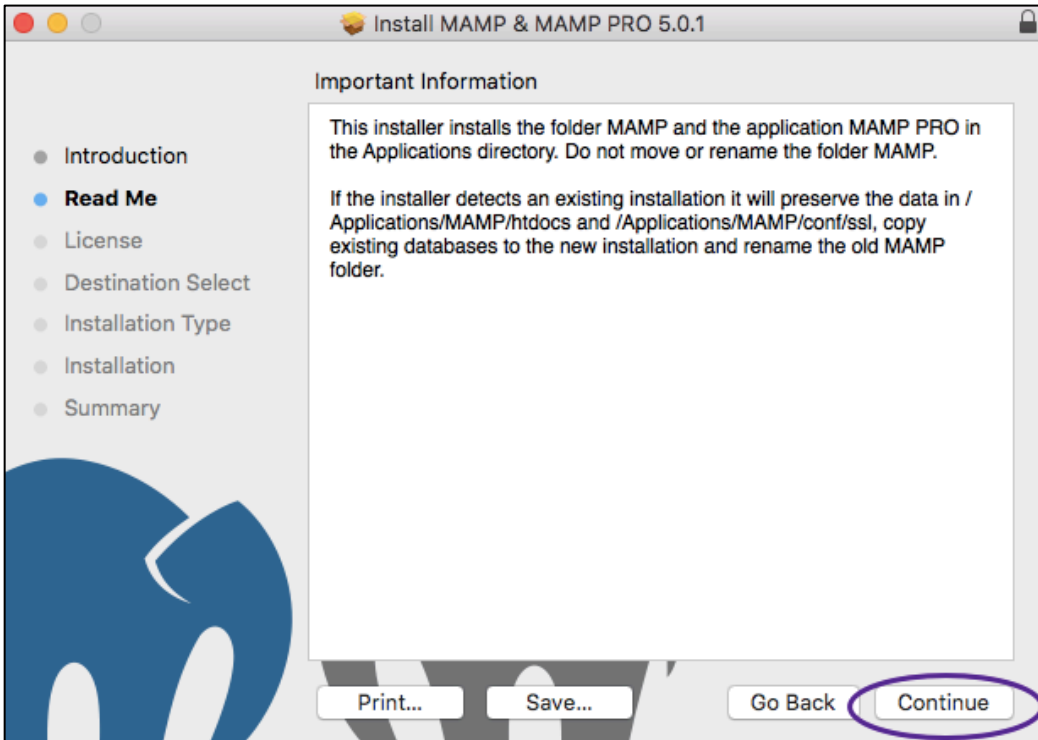 Install MAMP & MAMP PRO 5.0.1
Important Information
Introduction
Read Me
License
Destination Select
Installation Type
Installation
Summary
This installer installs the folder MAMP and the application MAMP PRO in
the Applications directory. Do not move or rename the folder MAMP.
If the installer detects an existing installation it will preserve the data in /
Applications/MAMP/htdocs and /Applications/MAMP/conf/ssl, copy
existing databases to the new installation and rename the old MAMP
folder.
Print... Save... Go Back Continue